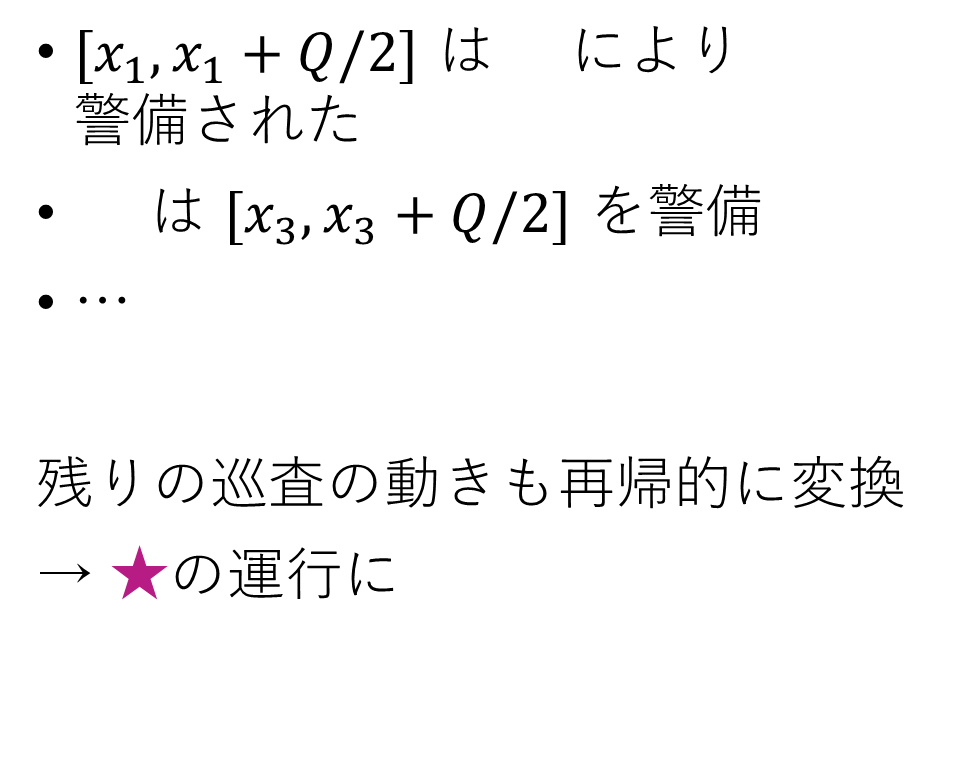 • [x₁, x₁ + Q/2] は　により
警備された
• 　は [x₃, x₃ + Q/2] を警備
• …
残りの巡査の動きも再帰的に変換
→ ★の運行に